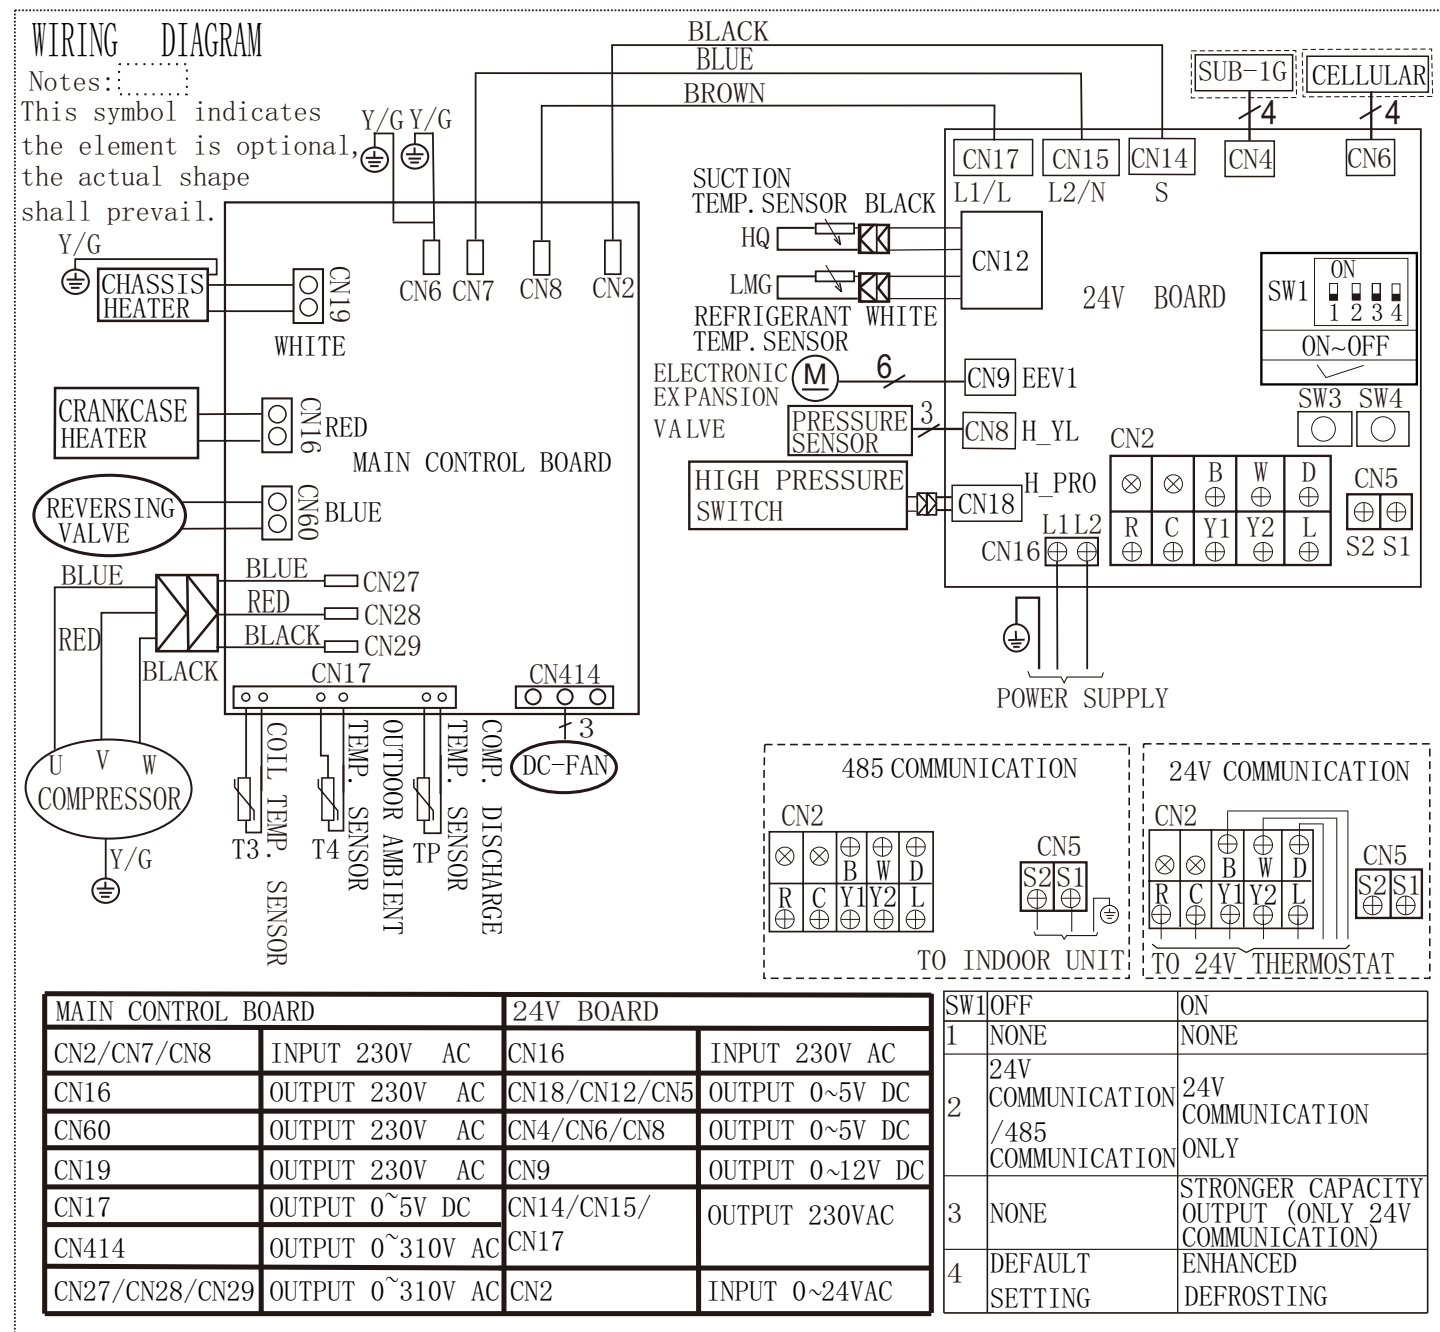 WIRING DIAGRAM
Notes:
This symbol indicates
the element is optional,
the actual shape
shall prevail.
Y/G Y/G
BLACK
BLUE
BROWN
SUB-1G
CELLULAR
4
4
CN17
CN15
CN14
CN4
CN6
L1/L
L2/N
S
Y/G
CHASSIS
HEATER
CN19
WHITE
CN6
CN7
CN8
CN2
SUCTION
TEMP. SENSOR BLACK
HQ
LMG
REFRIGERANT WHITE
TEMP. SENSOR
CN12
24V BOARD
SW1
ON
1 2 3 4
ON~OFF
SW3
SW4
ELECTRONIC
EXPANSION
VALVE
M
6
CN9
EEV1
PRESSURE
SENSOR
3
CN8
H_YL
HIGH PRESSURE
SWITCH
CN18
H_PRO
CN16
L1 L2
CN2
B W D
R C Y1 Y2 L
CN5
S2 S1
POWER SUPPLY
CRANKCASE
HEATER
CN16
RED
MAIN CONTROL BOARD
REVERSING
VALVE
CN60
BLUE
BLUE
RED
BLACK
BLUE
RED
BLACK
CN27
CN28
CN29
CN17
CN414
3
DC-FAN
U V W
COMPRESSOR
Y/G
T3
COIL TEMP. SENSOR
T4
OUTDOOR AMBIENT
TEMP. SENSOR
TP
COMP. DISCHARGE
TEMP. SENSOR
485 COMMUNICATION
CN2
B W D
R C Y1 Y2 L
CN5
S2 S1
TO INDOOR UNIT
24V COMMUNICATION
CN2
B W D
R C Y1 Y2 L
CN5
S2 S1
TO 24V THERMOSTAT
MAIN CONTROL BOARD 24V BOARD
CN2/CN7/CN8 INPUT 230V AC CN16 INPUT 230V AC
CN16 OUTPUT 230V AC CN18/CN12/CN5 OUTPUT 0~5V DC
CN60 OUTPUT 230V AC CN4/CN6/CN8 OUTPUT 0~5V DC
CN19 OUTPUT 230V AC CN9 OUTPUT 0~12V DC
CN17 OUTPUT 0~5V DC CN14/CN15/ OUTPUT 230VAC
CN414 OUTPUT 0~310V AC CN17
CN27/CN28/CN29 OUTPUT 0~310V AC CN2 INPUT 0~24VAC
SW1 OFF ON
1 NONE NONE
2
24V
COMMUNICATION
/485
COMMUNICATION
24V
COMMUNICATION
ONLY
3 NONE
STRONGER CAPACITY
OUTPUT (ONLY 24V
COMMUNICATION)
4
DEFAULT
SETTING
ENHANCED
DEFROSTING